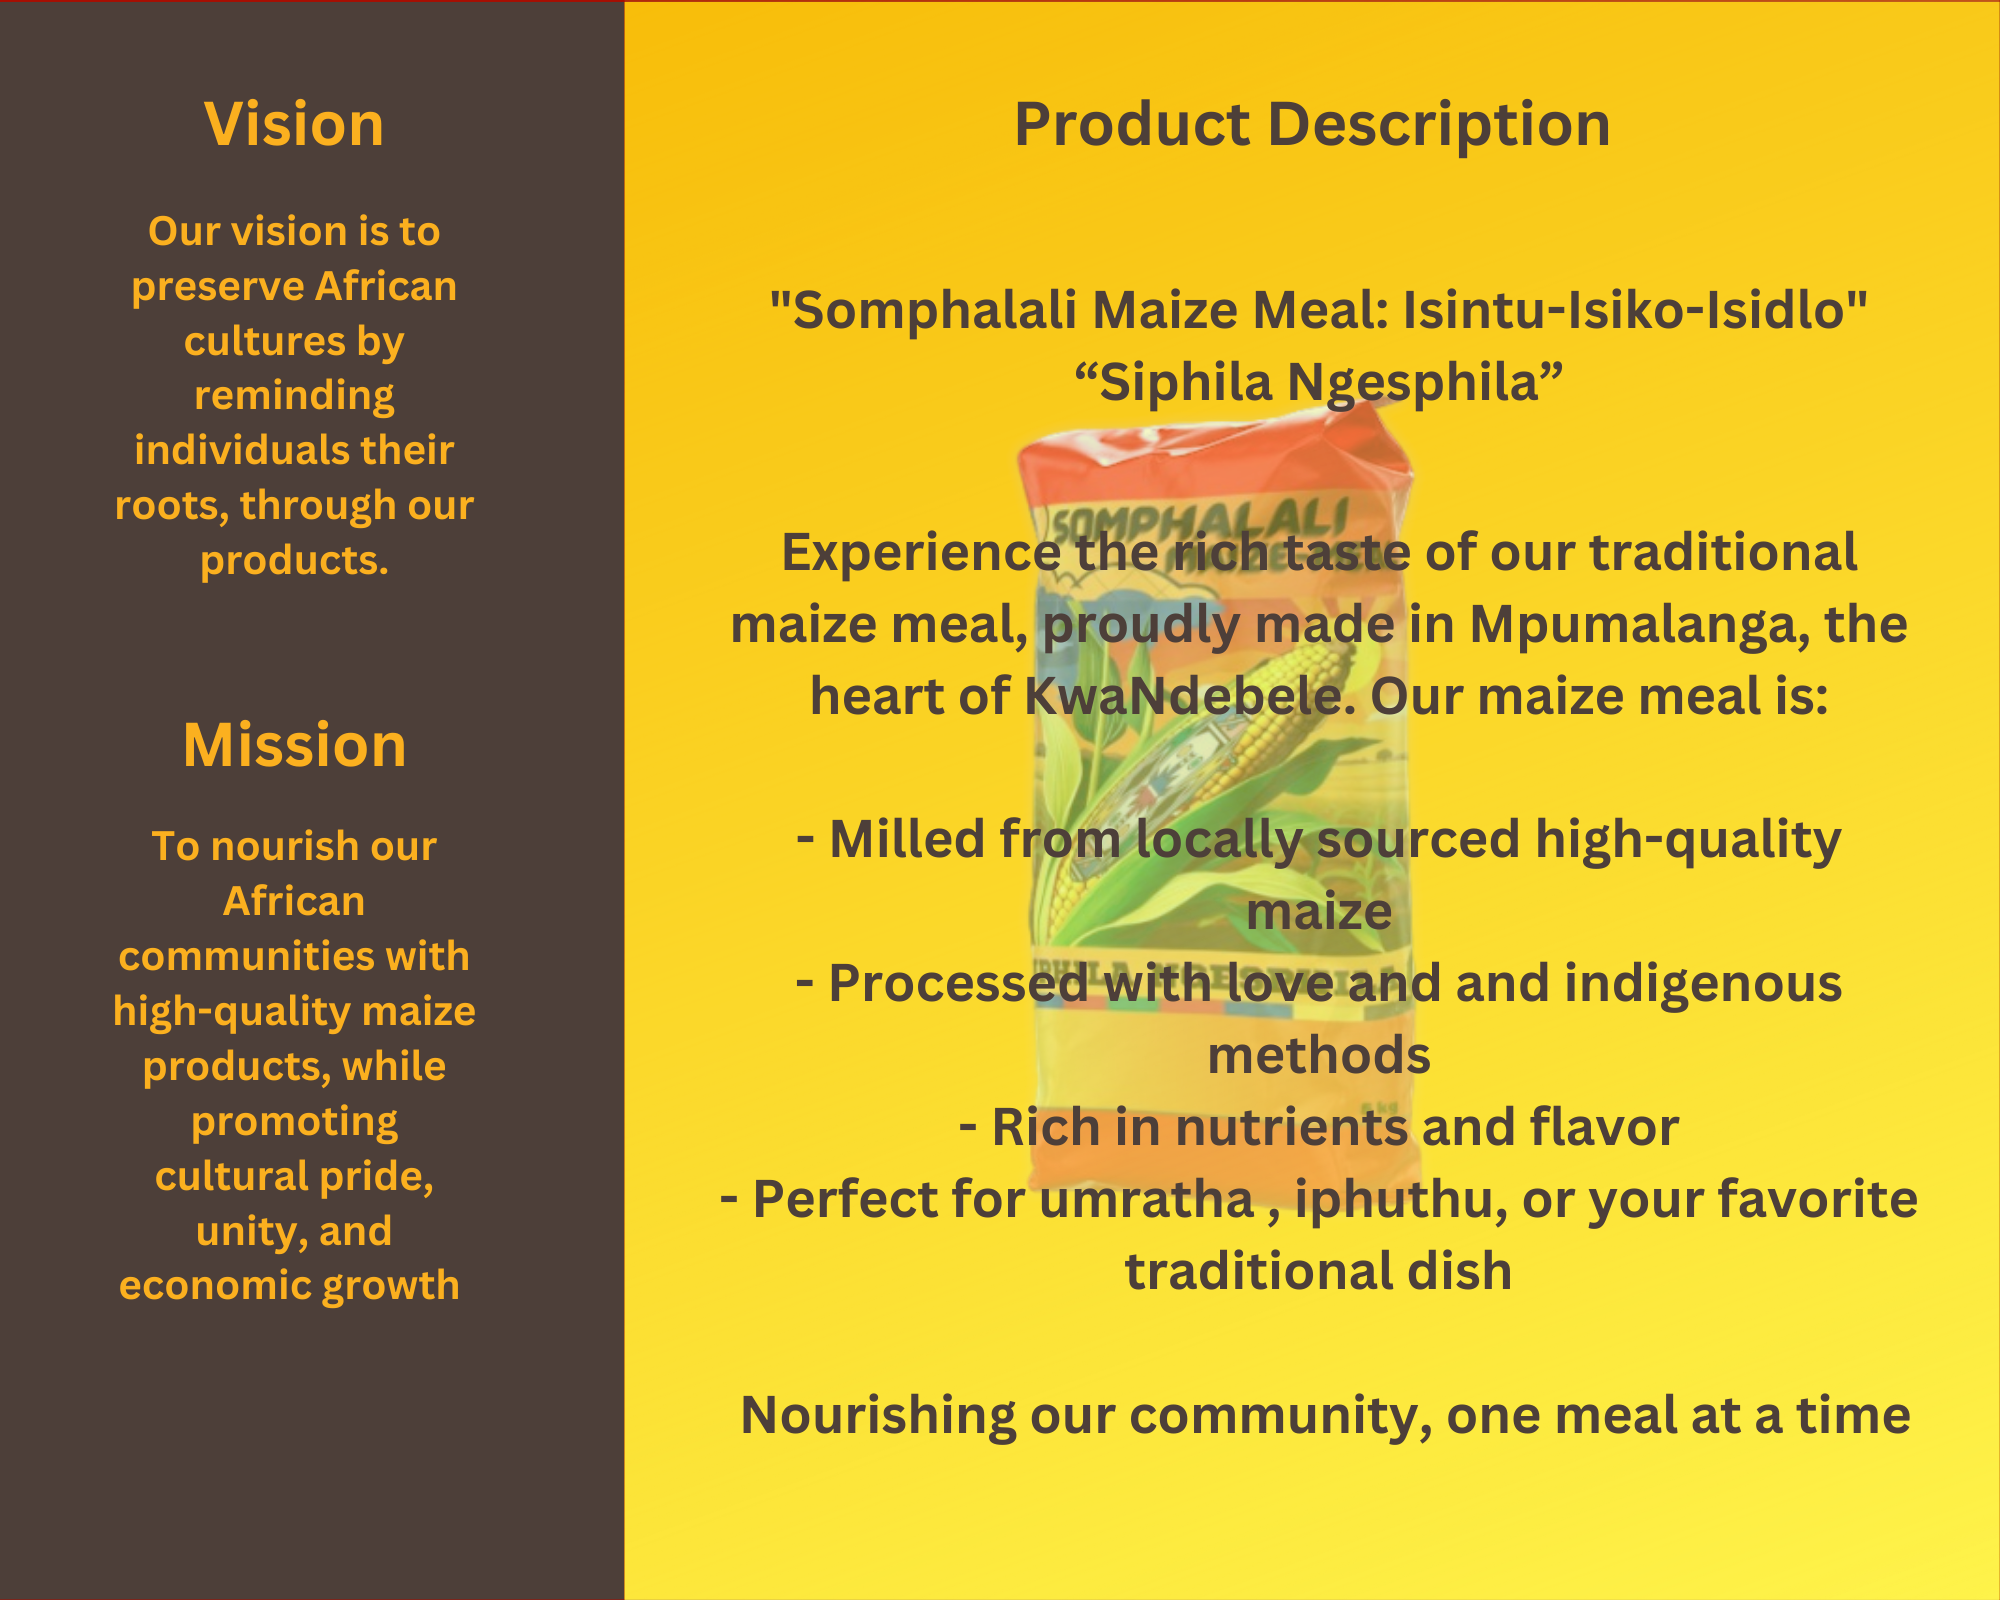 Vision
Our vision is to
preserve African
cultures by
reminding
individuals their
roots, through our
products.
Mission
To nourish our
African
communities with
high-quality maize
products, while
promoting
cultural pride,
unity, and
economic growth
Product Description
"Somphalali Maize Meal: Isintu-Isiko-Isidlo"
“Siphila Ngesphila”
SOMPHALALI
Experience the rich taste of our traditional
maize meal, proudly made in Mpumalanga, the
heart of KwaNdebele. Our maize meal is:
- Milled from locally sourced high-quality
maize
- Processed with love and and indigenous
methods
- Rich in nutrients and flavor
- Perfect for umratha , iphuthu, or your favorite
traditional dish
Nourishing our community, one meal at a time